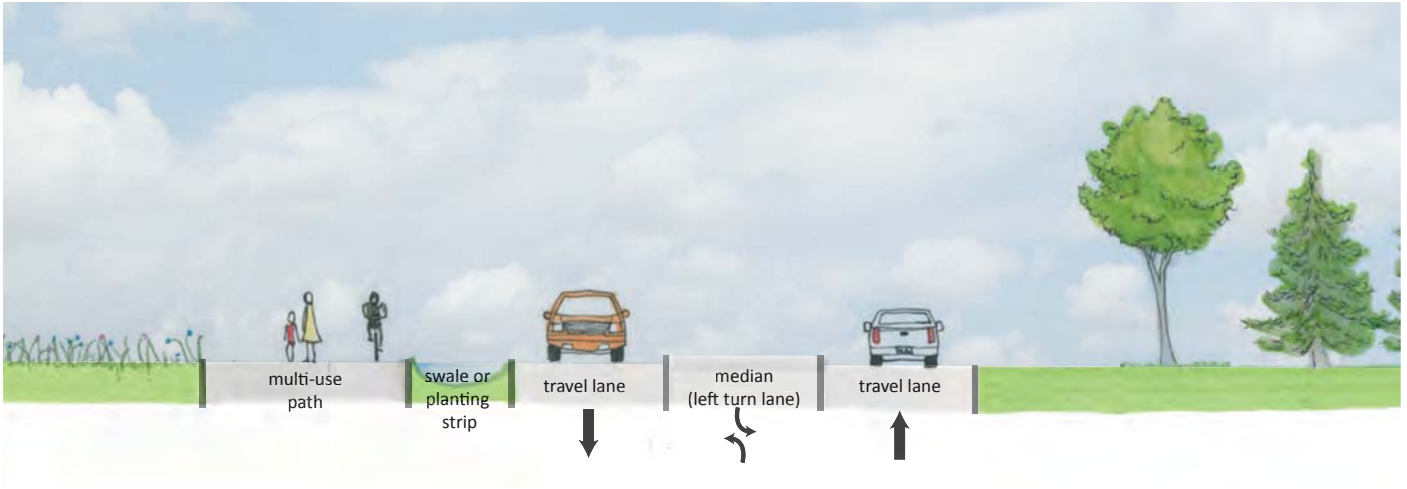 multi-use
path
swale or
planting
strip
travel lane
median
(left turn lane)
travel lane